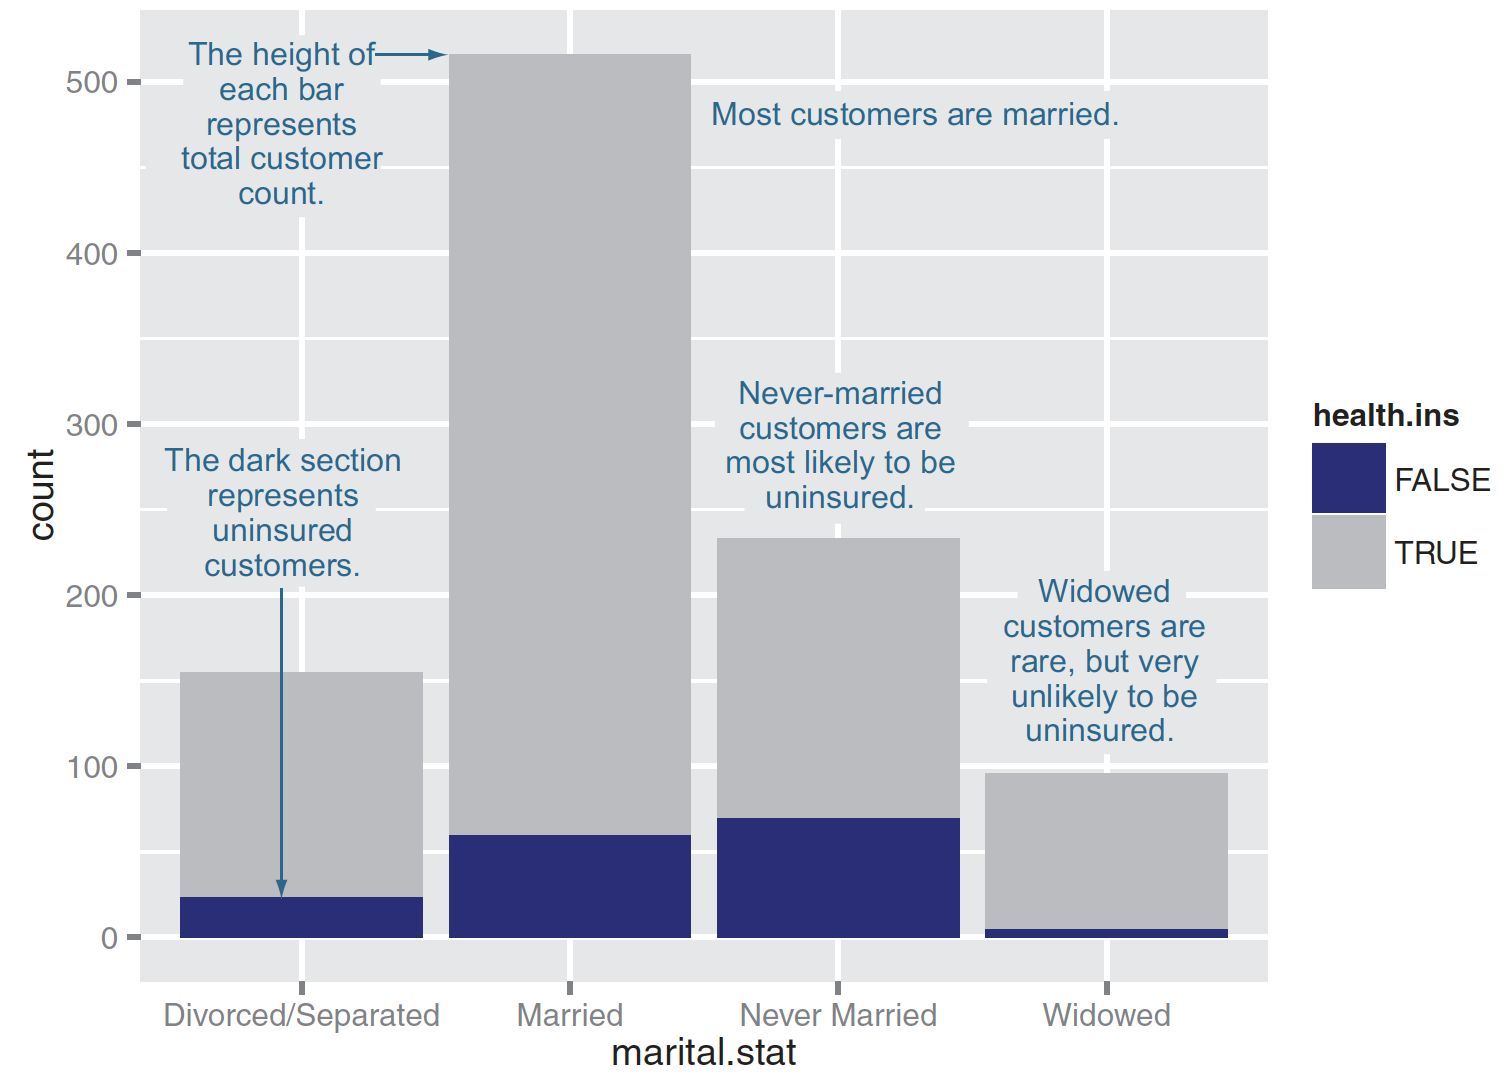 The height of
each bar
represents
total customer
count.
Most customers are married.
Never-married
customers are
most likely to be
uninsured.
The dark section
represents
uninsured
customers.
Widowed
customers are
rare, but very
unlikely to be
uninsured.
500
400
300
200
100
0
count
Divorced/Separated
Married
Never Married
Widowed
marital.stat
health.ins
FALSE
TRUE